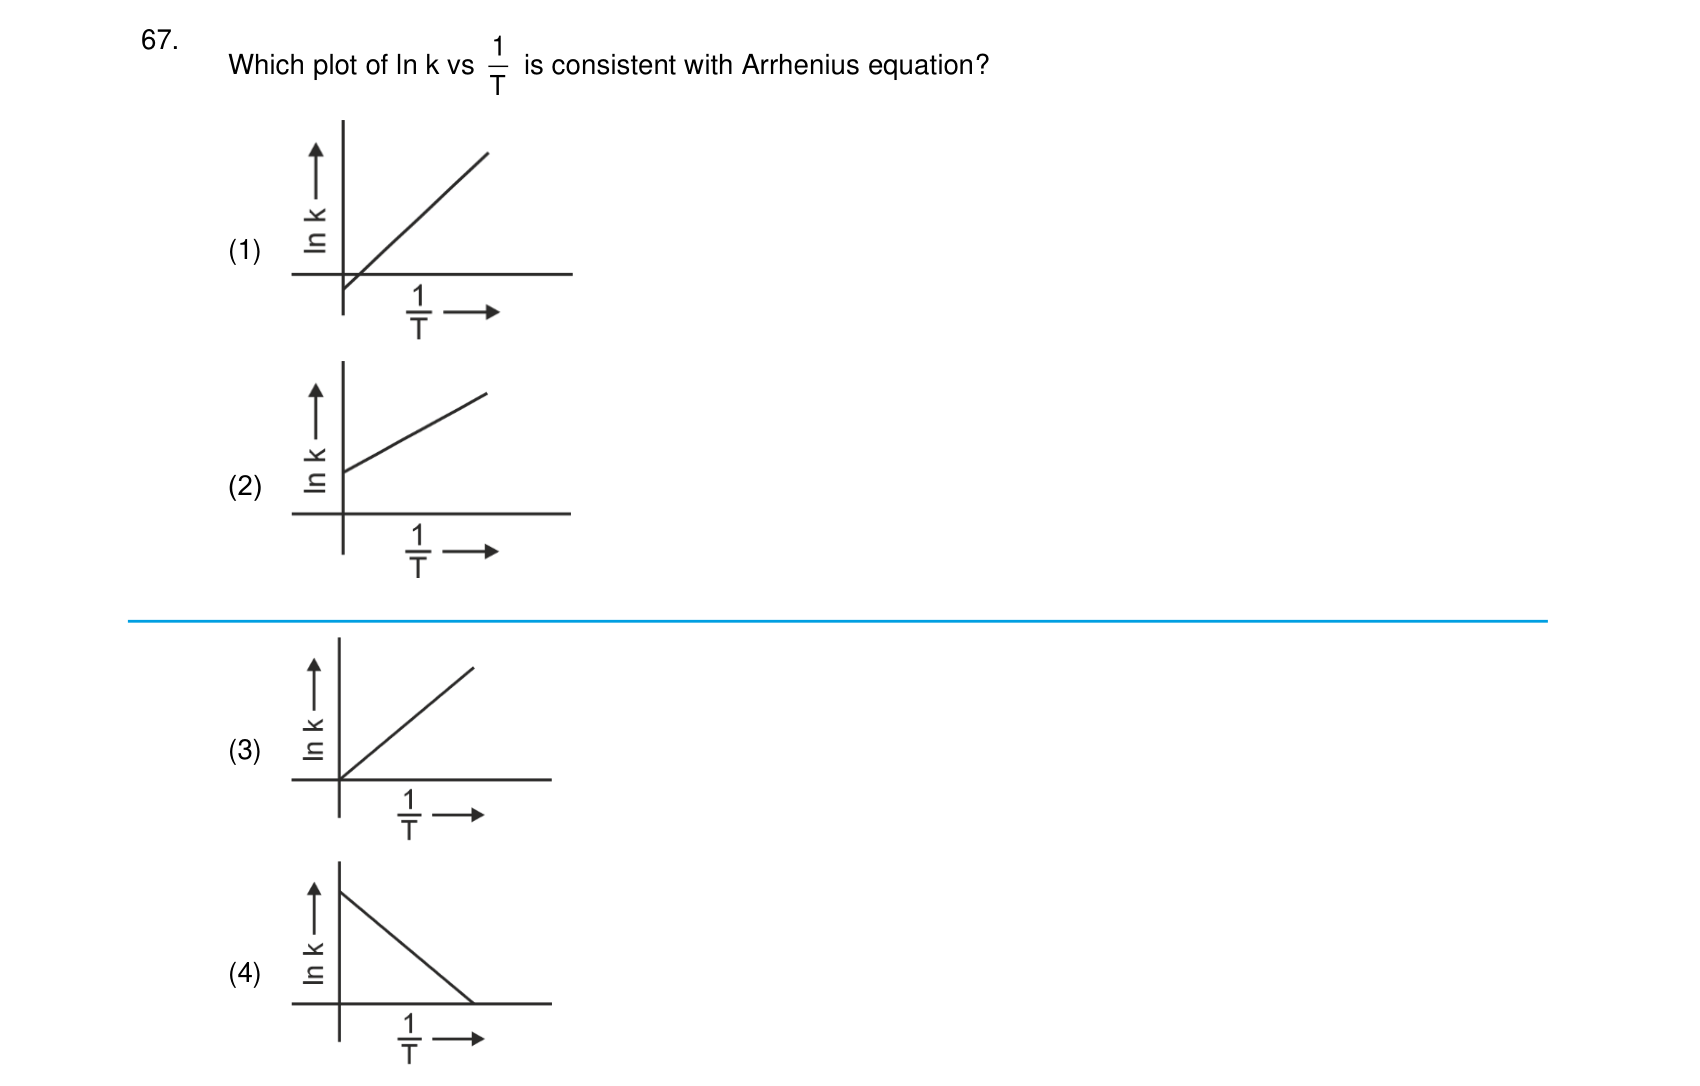 67.
Which plot of ln k vs 1/T is consistent with Arrhenius equation?
(1)
ln k
1/T
(2)
ln k
1/T
(3)
ln k
1/T
(4)
ln k
1/T